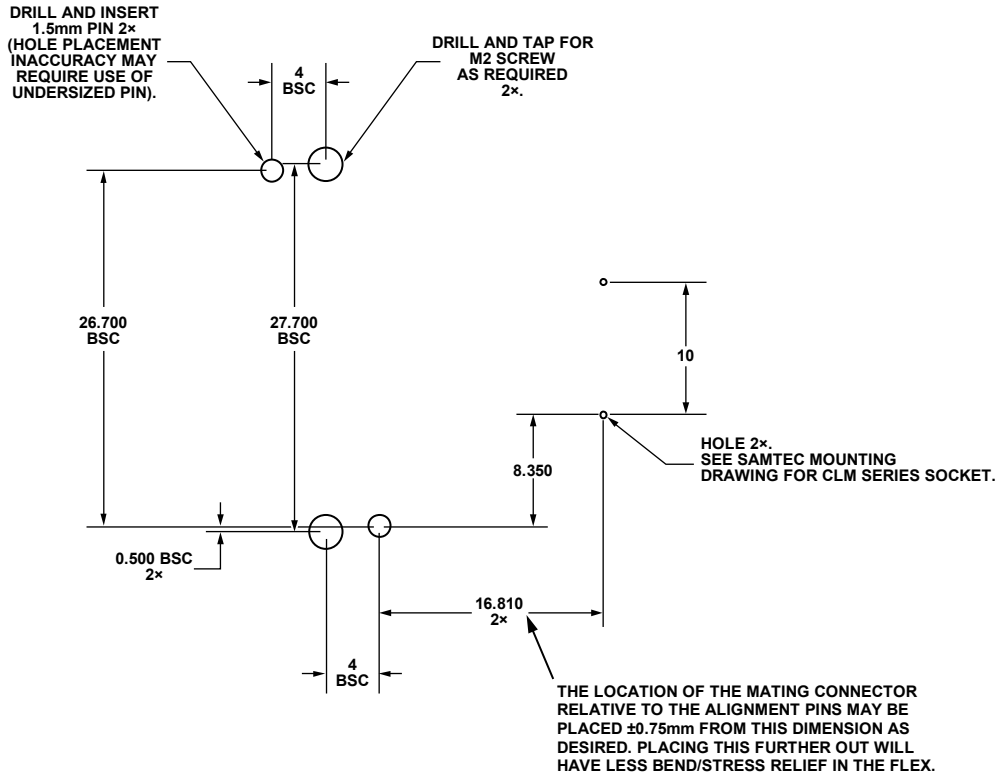 DRILL AND INSERT
1.5mm PIN 2×
(HOLE PLACEMENT
INACCURACY MAY
REQUIRE USE OF
UNDERSIZED PIN).
4
BSC
DRILL AND TAP FOR
M2 SCREW
AS REQUIRED
2×.
26.700
BSC
27.700
BSC
10
8.350
HOLE 2×.
SEE SAMTEC MOUNTING
DRAWING FOR CLM SERIES SOCKET.
0.500 BSC
2×
16.810
2×
4
BSC
THE LOCATION OF THE MATING CONNECTOR
RELATIVE TO THE ALIGNMENT PINS MAY BE
PLACED ±0.75mm FROM THIS DIMENSION AS
DESIRED. PLACING THIS FURTHER OUT WILL
HAVE LESS BEND/STRESS RELIEF IN THE FLEX.